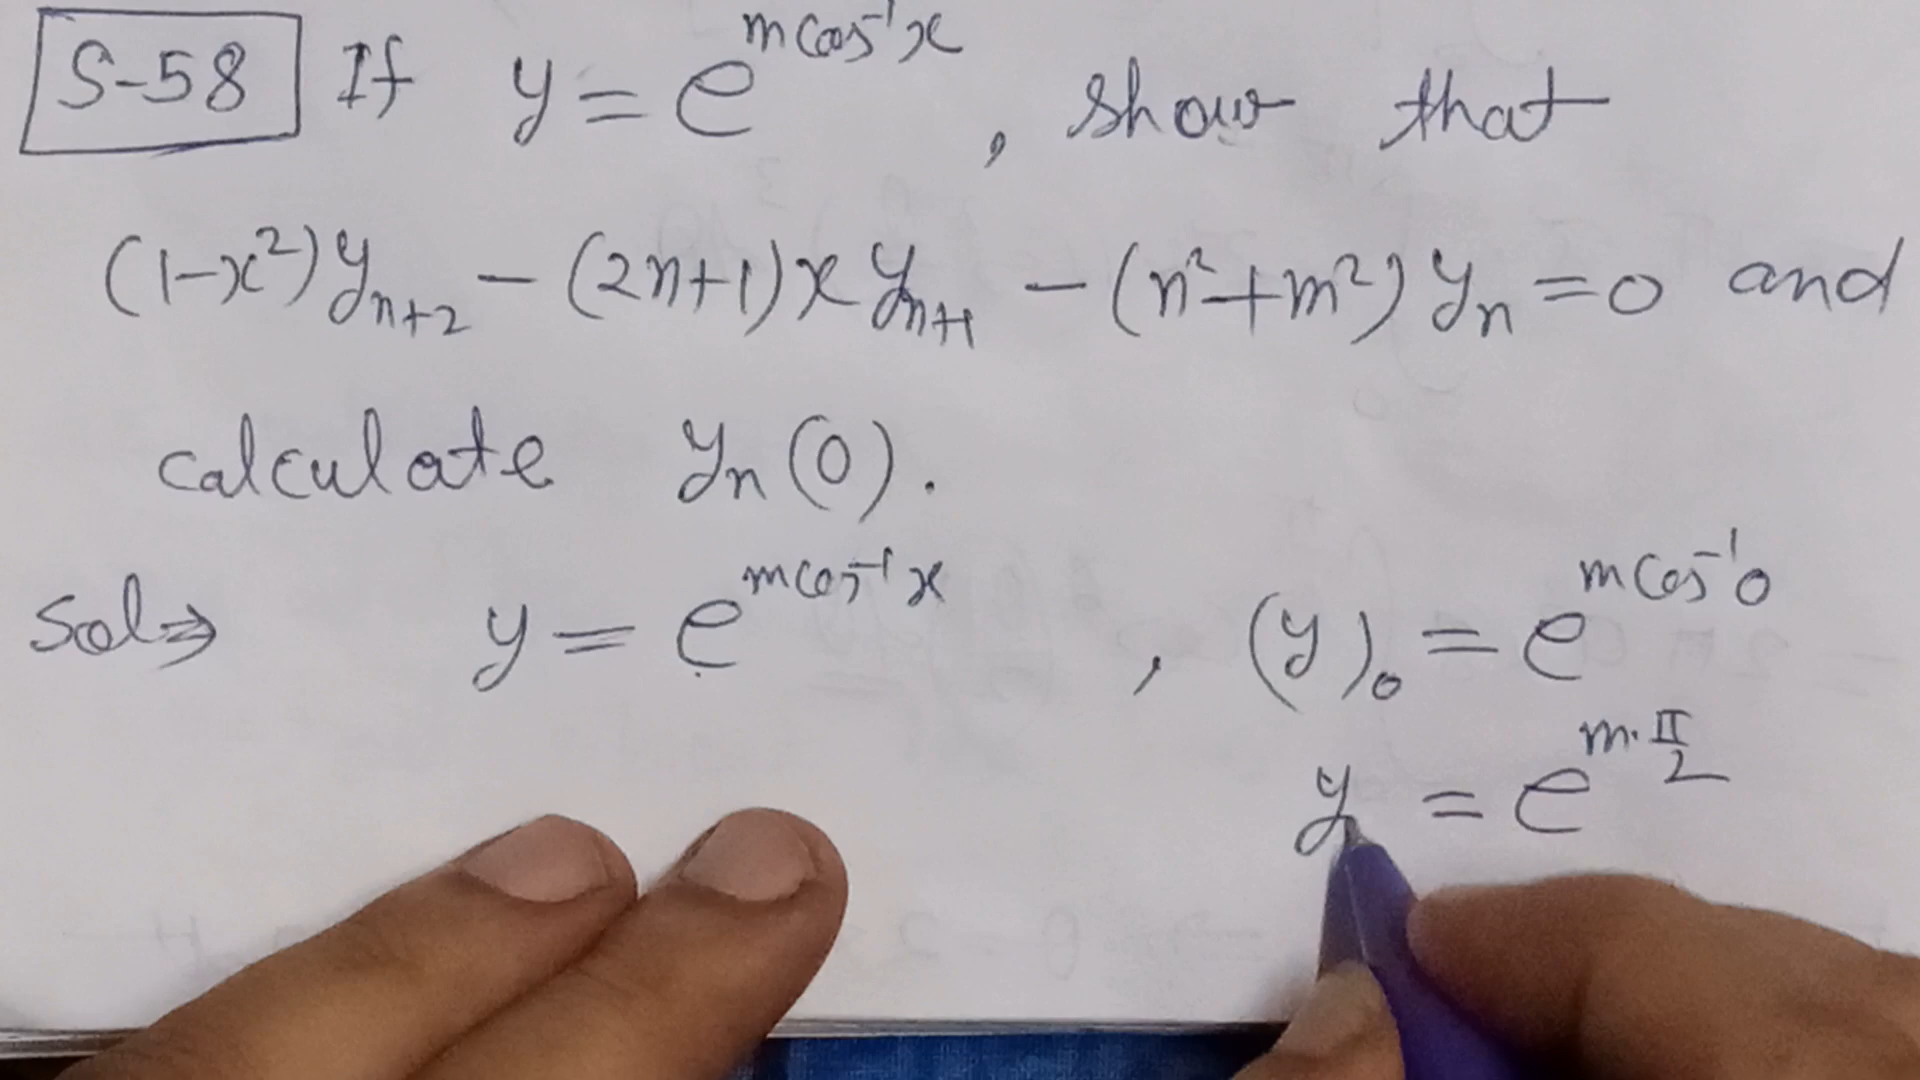 S-58 If y = e^{m cos⁻¹x}, show that
(1-x²)y_{n+2} - (2n+1)x y_{n+1} - (n²+m²) y_n = 0 and
calculate y_n(0).
Sol⇒ y = e^{m cos⁻¹x}, (y)₀ = e^{m cos⁻¹0}
y = e^{m·π/2}